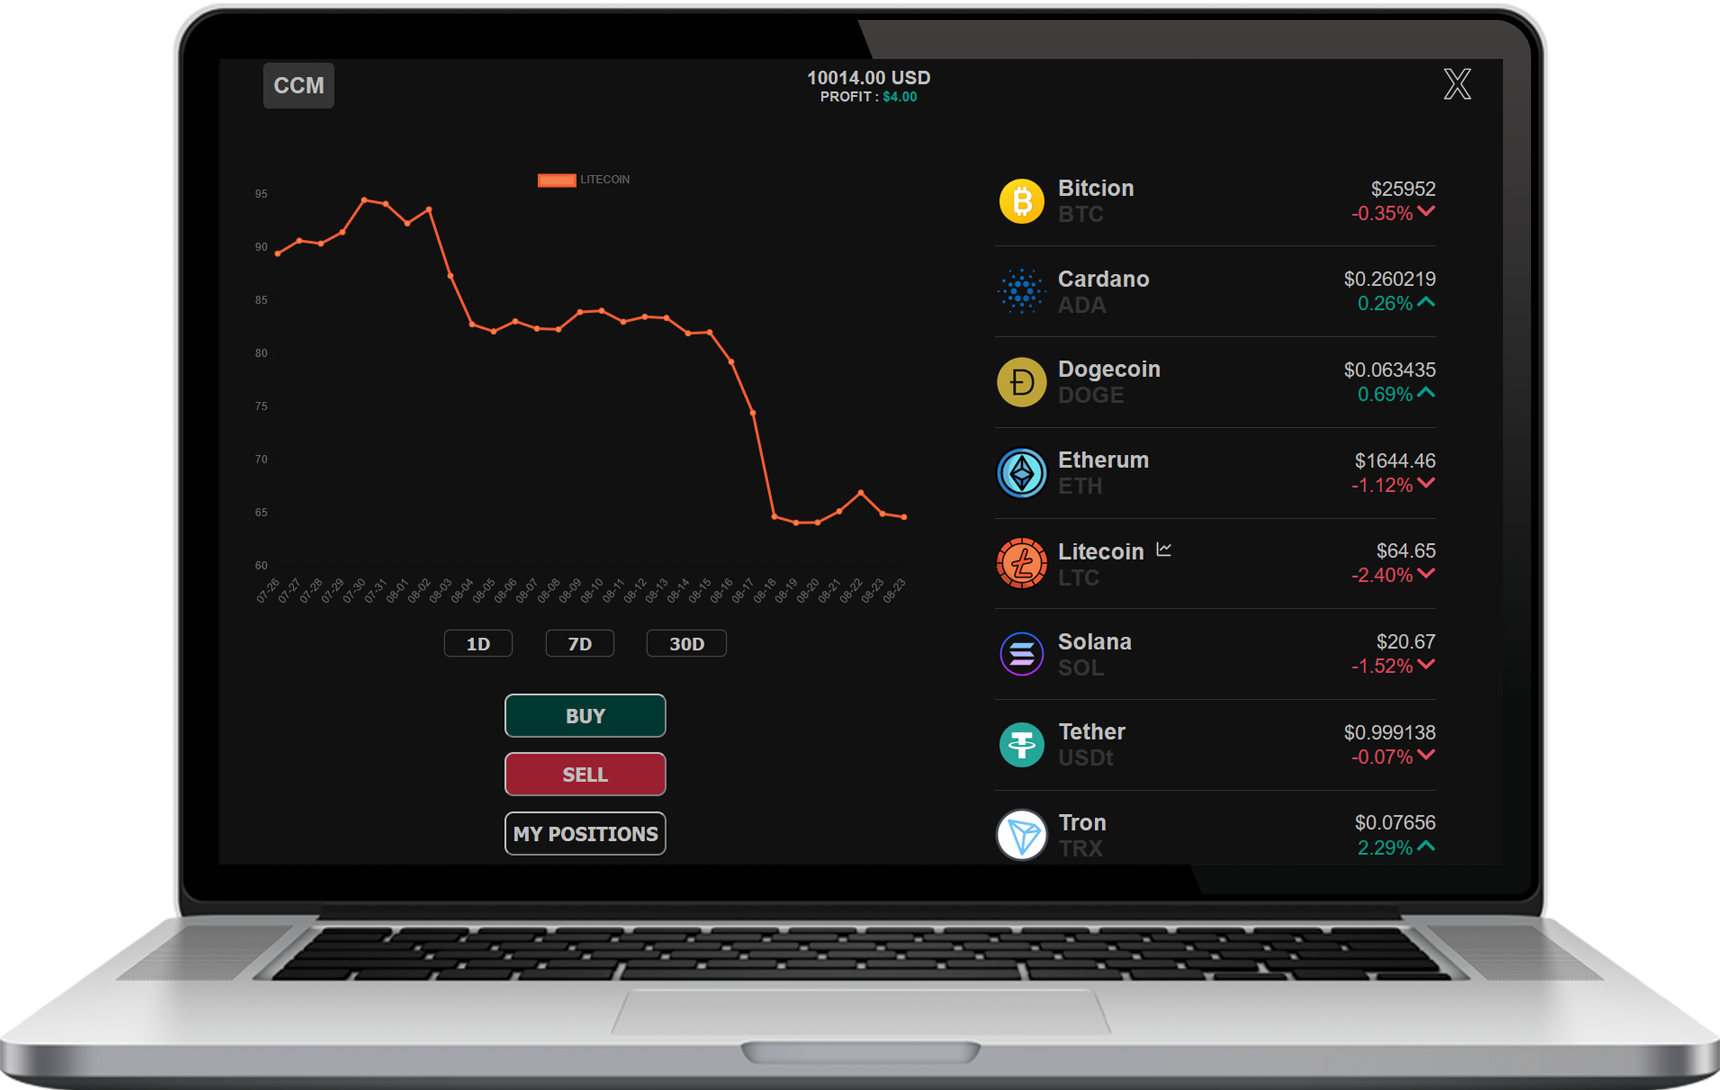 CCM
10014.00 USD
PROFIT : $4.00
X
LITECOIN
95
90
85
80
75
70
65
60
07-26 07-27 07-28 07-29 07-30 07-31 08-01 08-02 08-03 08-04 08-05 08-06 08-07 08-08 08-09 08-10 08-11 08-12 08-13 08-14 08-15 08-16 08-17 08-18 08-19 08-20 08-21 08-22 08-23 08-23
1D 7D 30D
BUY
SELL
MY POSITIONS
Bitcion $25952
BTC -0.35%
Cardano $0.260219
ADA 0.26%
Dogecoin $0.063435
DOGE 0.69%
Etherum $1644.46
ETH -1.12%
Litecoin $64.65
LTC -2.40%
Solana $20.67
SOL -1.52%
Tether $0.999138
USDt -0.07%
Tron $0.07656
TRX 2.29%